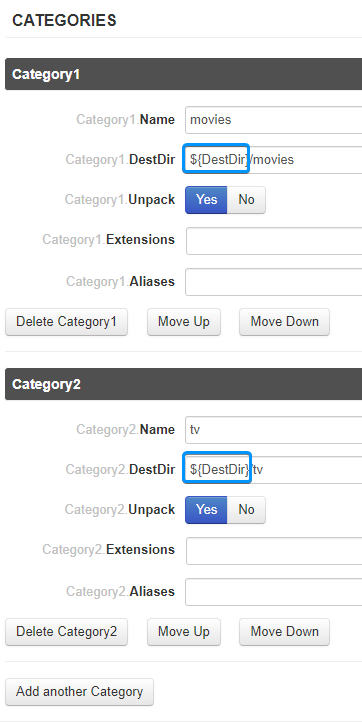 CATEGORIES
Category1
Category1.Name movies
Category1.DestDir ${DestDir}/movies
Category1.Unpack Yes No
Category1.Extensions
Category1.Aliases
Delete Category1 Move Up Move Down
Category2
Category2.Name tv
Category2.DestDir ${DestDir}/tv
Category2.Unpack Yes No
Category2.Extensions
Category2.Aliases
Delete Category2 Move Up Move Down
Add another Category